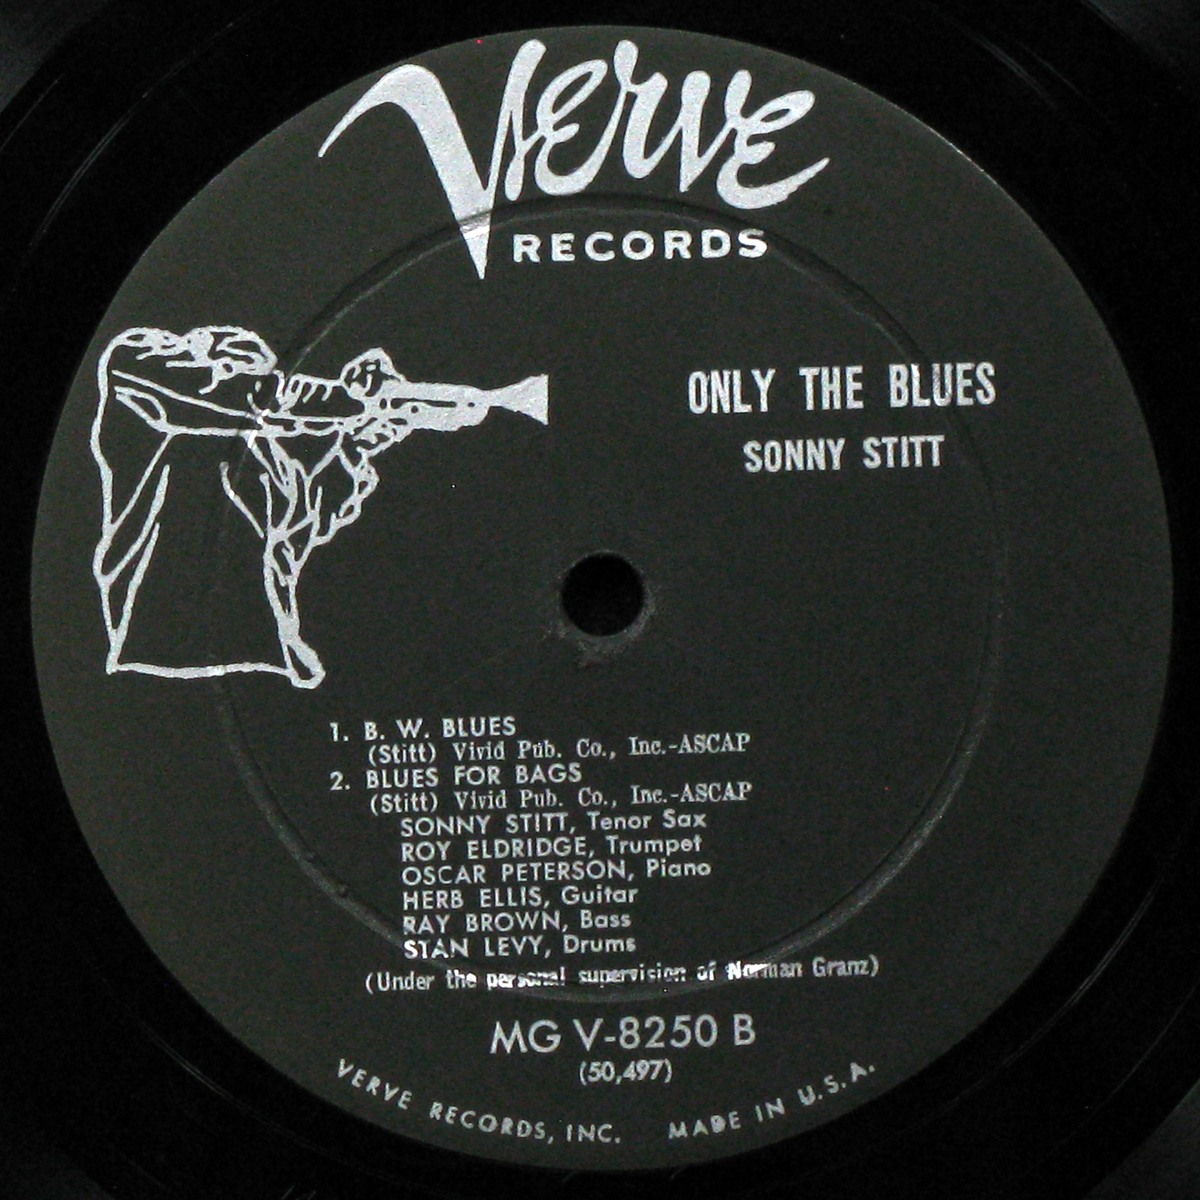 Verve
RECORDS
ONLY THE BLUES
SONNY STITT
1. B. W. BLUES
(Stitt) Vivid Pub. Co., Inc.-ASCAP
2. BLUES FOR BAGS
(Stitt) Vivid Pub. Co., Inc.-ASCAP
SONNY STITT, Tenor Sax
ROY ELDRIDGE, Trumpet
OSCAR PETERSON, Piano
HERB ELLIS, Guitar
RAY BROWN, Bass
STAN LEVY, Drums
(Under the personal supervision of Norman Granz)
MG V-8250 B
(50,497)
VERVE RECORDS, INC. MADE IN U.S.A.